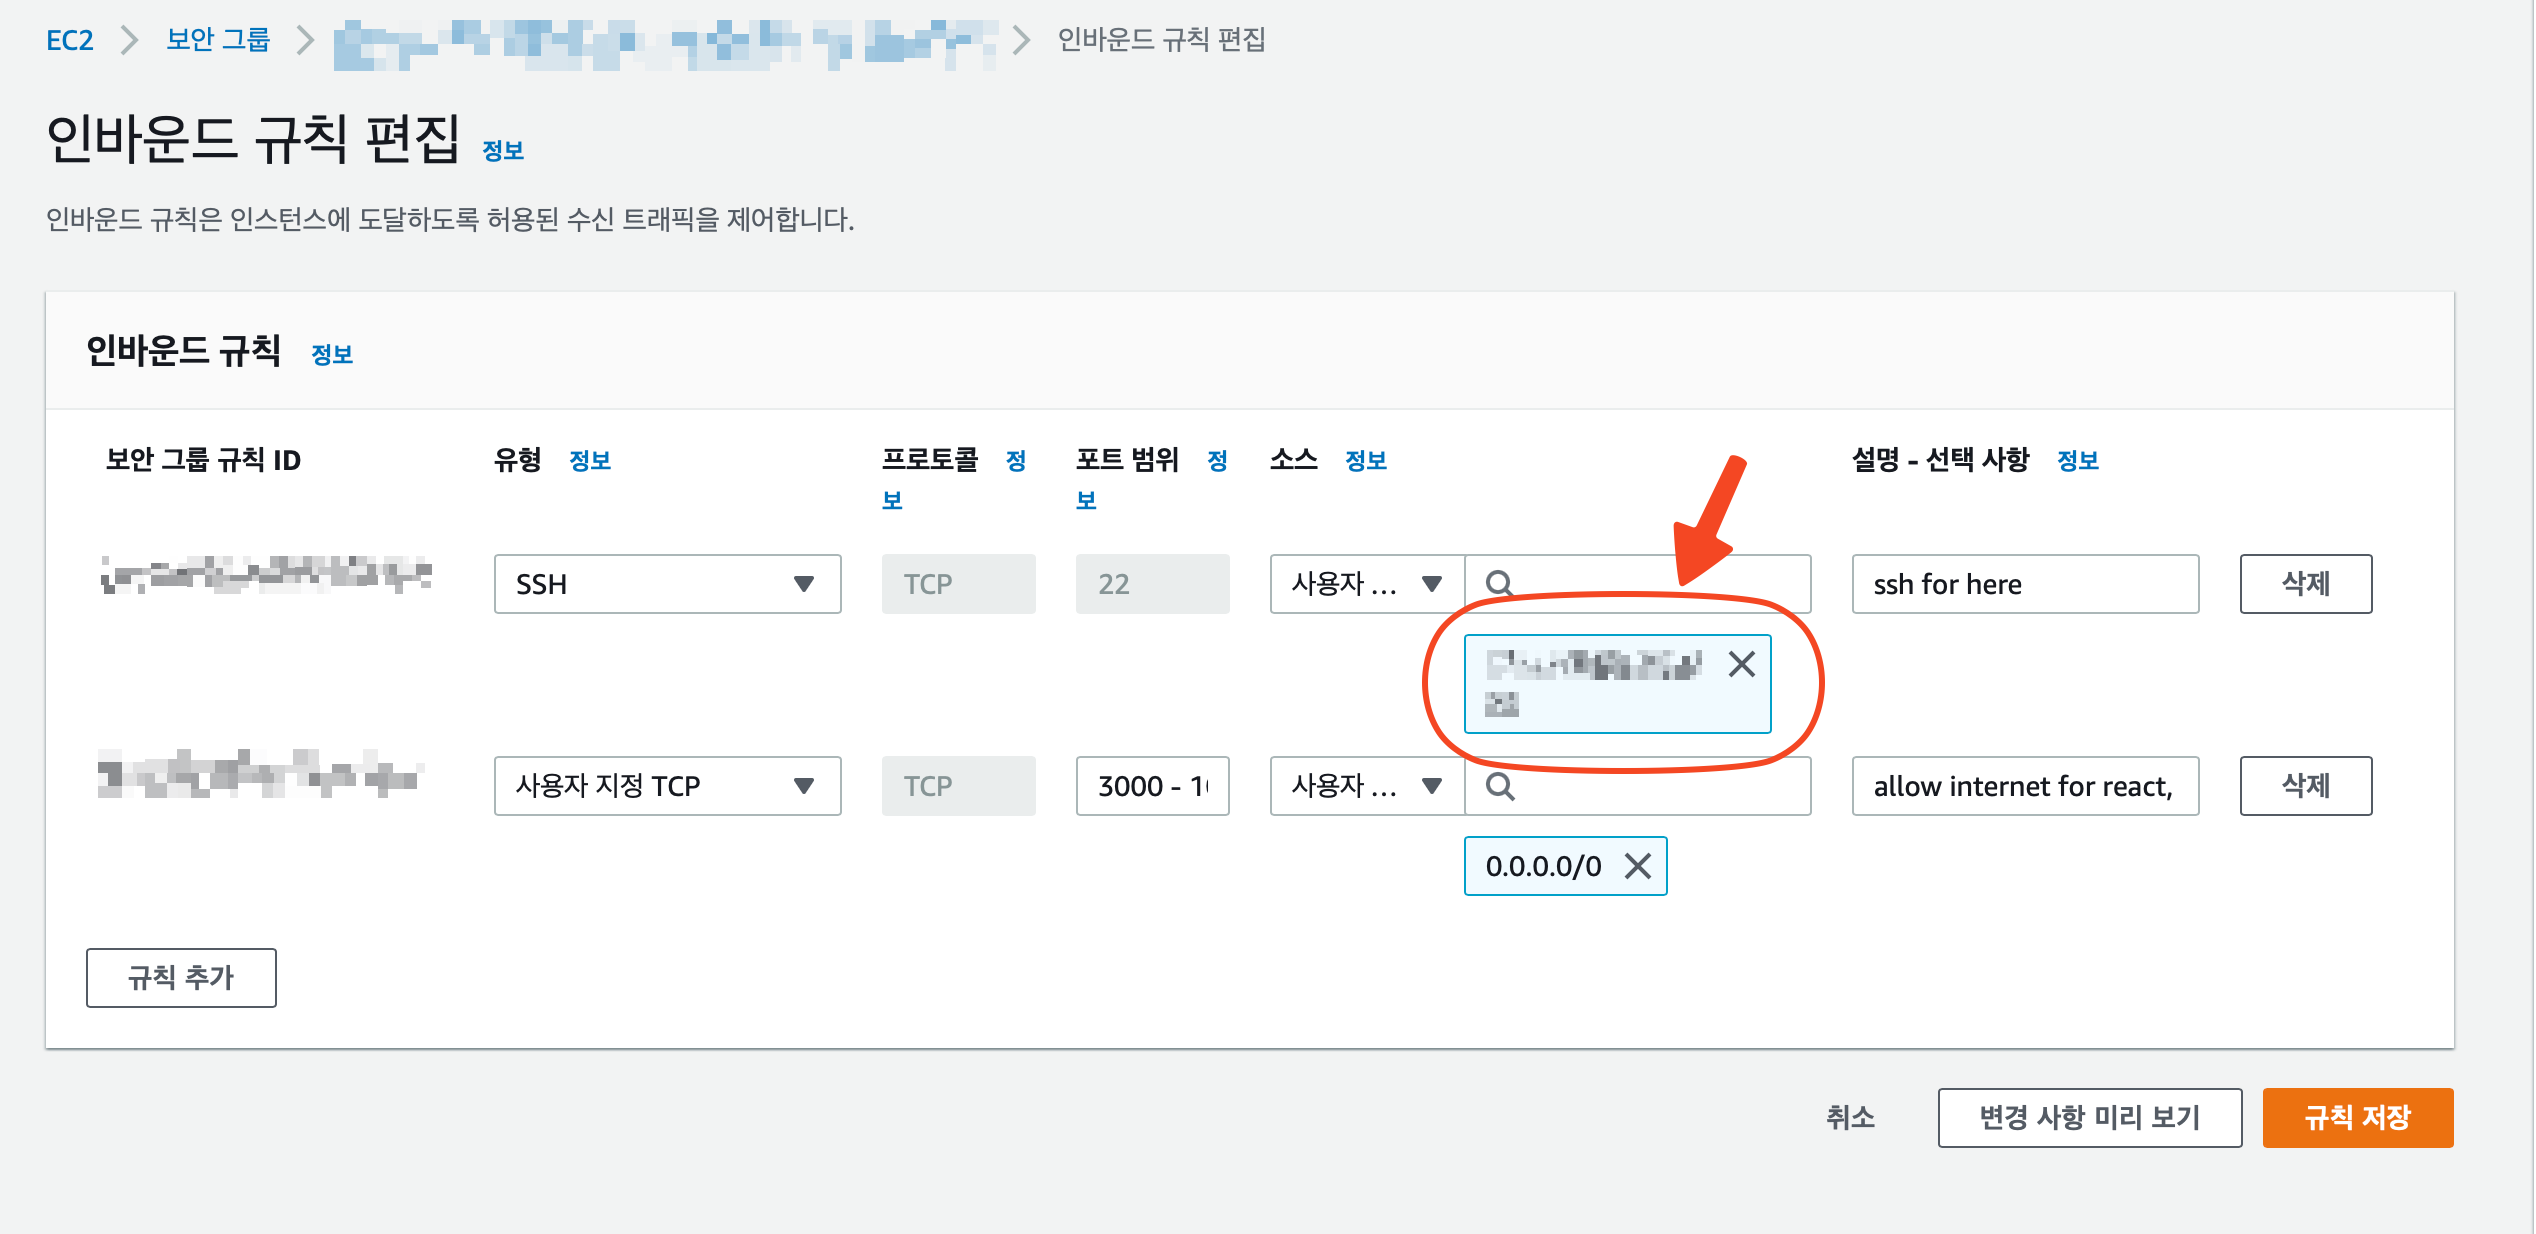 EC2 > 보안 그룹 > > 인바운드 규칙 편집
인바운드 규칙 편집 정보
인바운드 규칙은 인스턴스에 도달하도록 허용된 수신 트래픽을 제어합니다.
인바운드 규칙 정보
보안 그룹 규칙 ID 유형 정보 프로토콜 정보 포트 범위 정보 소스 정보 설명 - 선택 사항 정보
SSH TCP 22 사용자 ... ssh for here 삭제
사용자 지정 TCP TCP 3000 - 사용자 ... allow internet for react, 삭제
0.0.0.0/0
규칙 추가
취소 변경 사항 미리 보기 규칙 저장